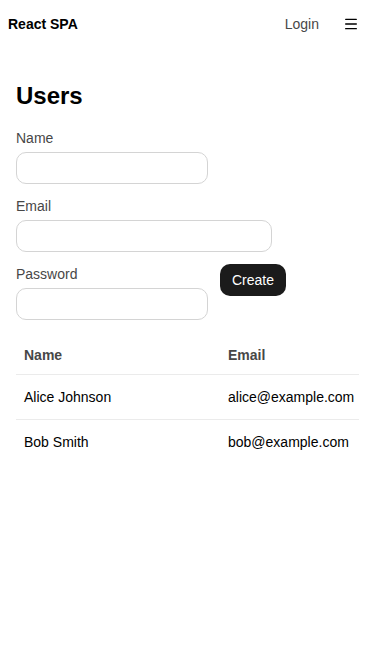 React SPA Login
Users
Name
Email
Password
Create
Name Email
Alice Johnson alice@example.com
Bob Smith bob@example.com